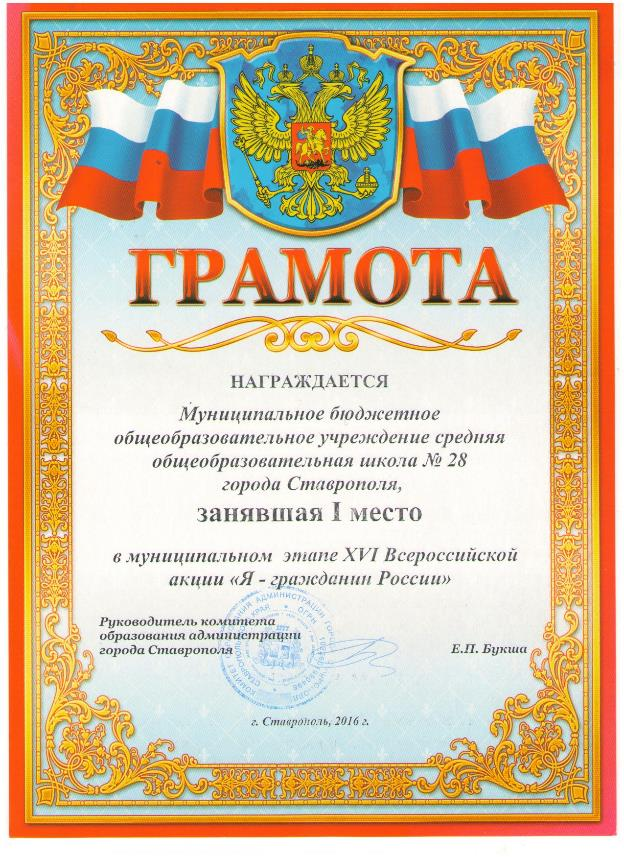 ГРАМОТА
НАГРАЖДАЕТСЯ
Муниципальное бюджетное
общеобразовательное учреждение средняя
общеобразовательная школа № 28
города Ставрополя,
занявшая I место
в муниципальном этапе XVI Всероссийской
акции «Я - гражданин России»
Руководитель комитета
образования администрации
города Ставрополя
Е.П. Букша
г. Ставрополь, 2016 г.